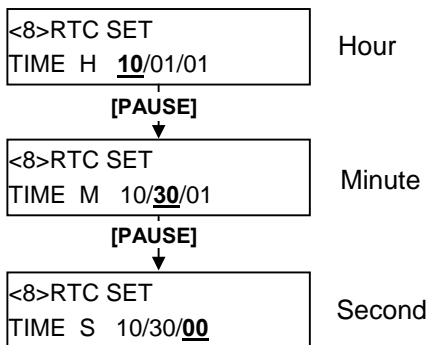 <8>RTC SET
TIME H 10/01/01
Hour
[PAUSE]
<8>RTC SET
TIME M 10/30/01
Minute
[PAUSE]
<8>RTC SET
TIME S 10/30/00
Second